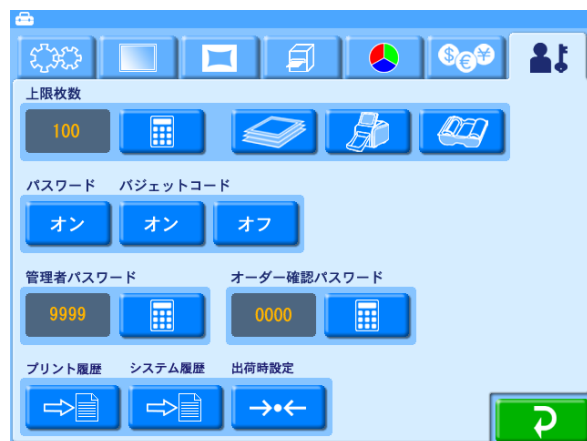 $ € ¥
上限枚数
100
パスワード バジェットコード
オン オン オフ
管理者パスワード オーダー確認パスワード
9999 0000
プリント履歴 システム履歴 出荷時設定